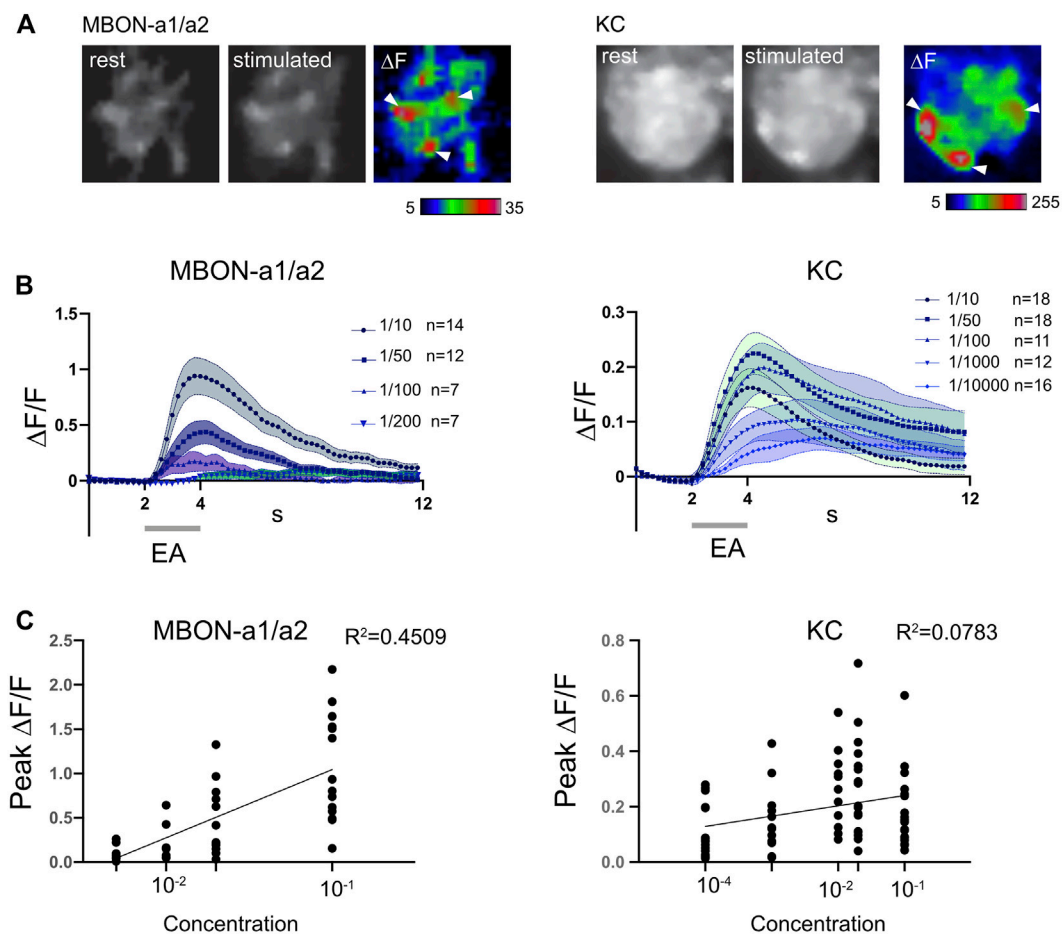 A
MBON-a1/a2
KC
rest
stimulated
ΔF
rest
stimulated
ΔF
5 35
5 255
B
MBON-a1/a2
KC
1.5
1
0.5
0
ΔF/F
2 4 12
s
EA
1/10 n=14
1/50 n=12
1/100 n=7
1/200 n=7
0.3
0.2
0.1
0
ΔF/F
2 4 12
s
EA
1/10 n=18
1/50 n=18
1/100 n=11
1/1000 n=12
1/10000 n=16
C
MBON-a1/a2
R²=0.4509
2.5
2.0
1.5
1.0
0.5
0.0
Peak ΔF/F
10⁻² 10⁻¹
Concentration
KC
R²=0.0783
0.8
0.6
0.4
0.2
0.0
Peak ΔF/F
10⁻⁴ 10⁻² 10⁻¹
Concentration